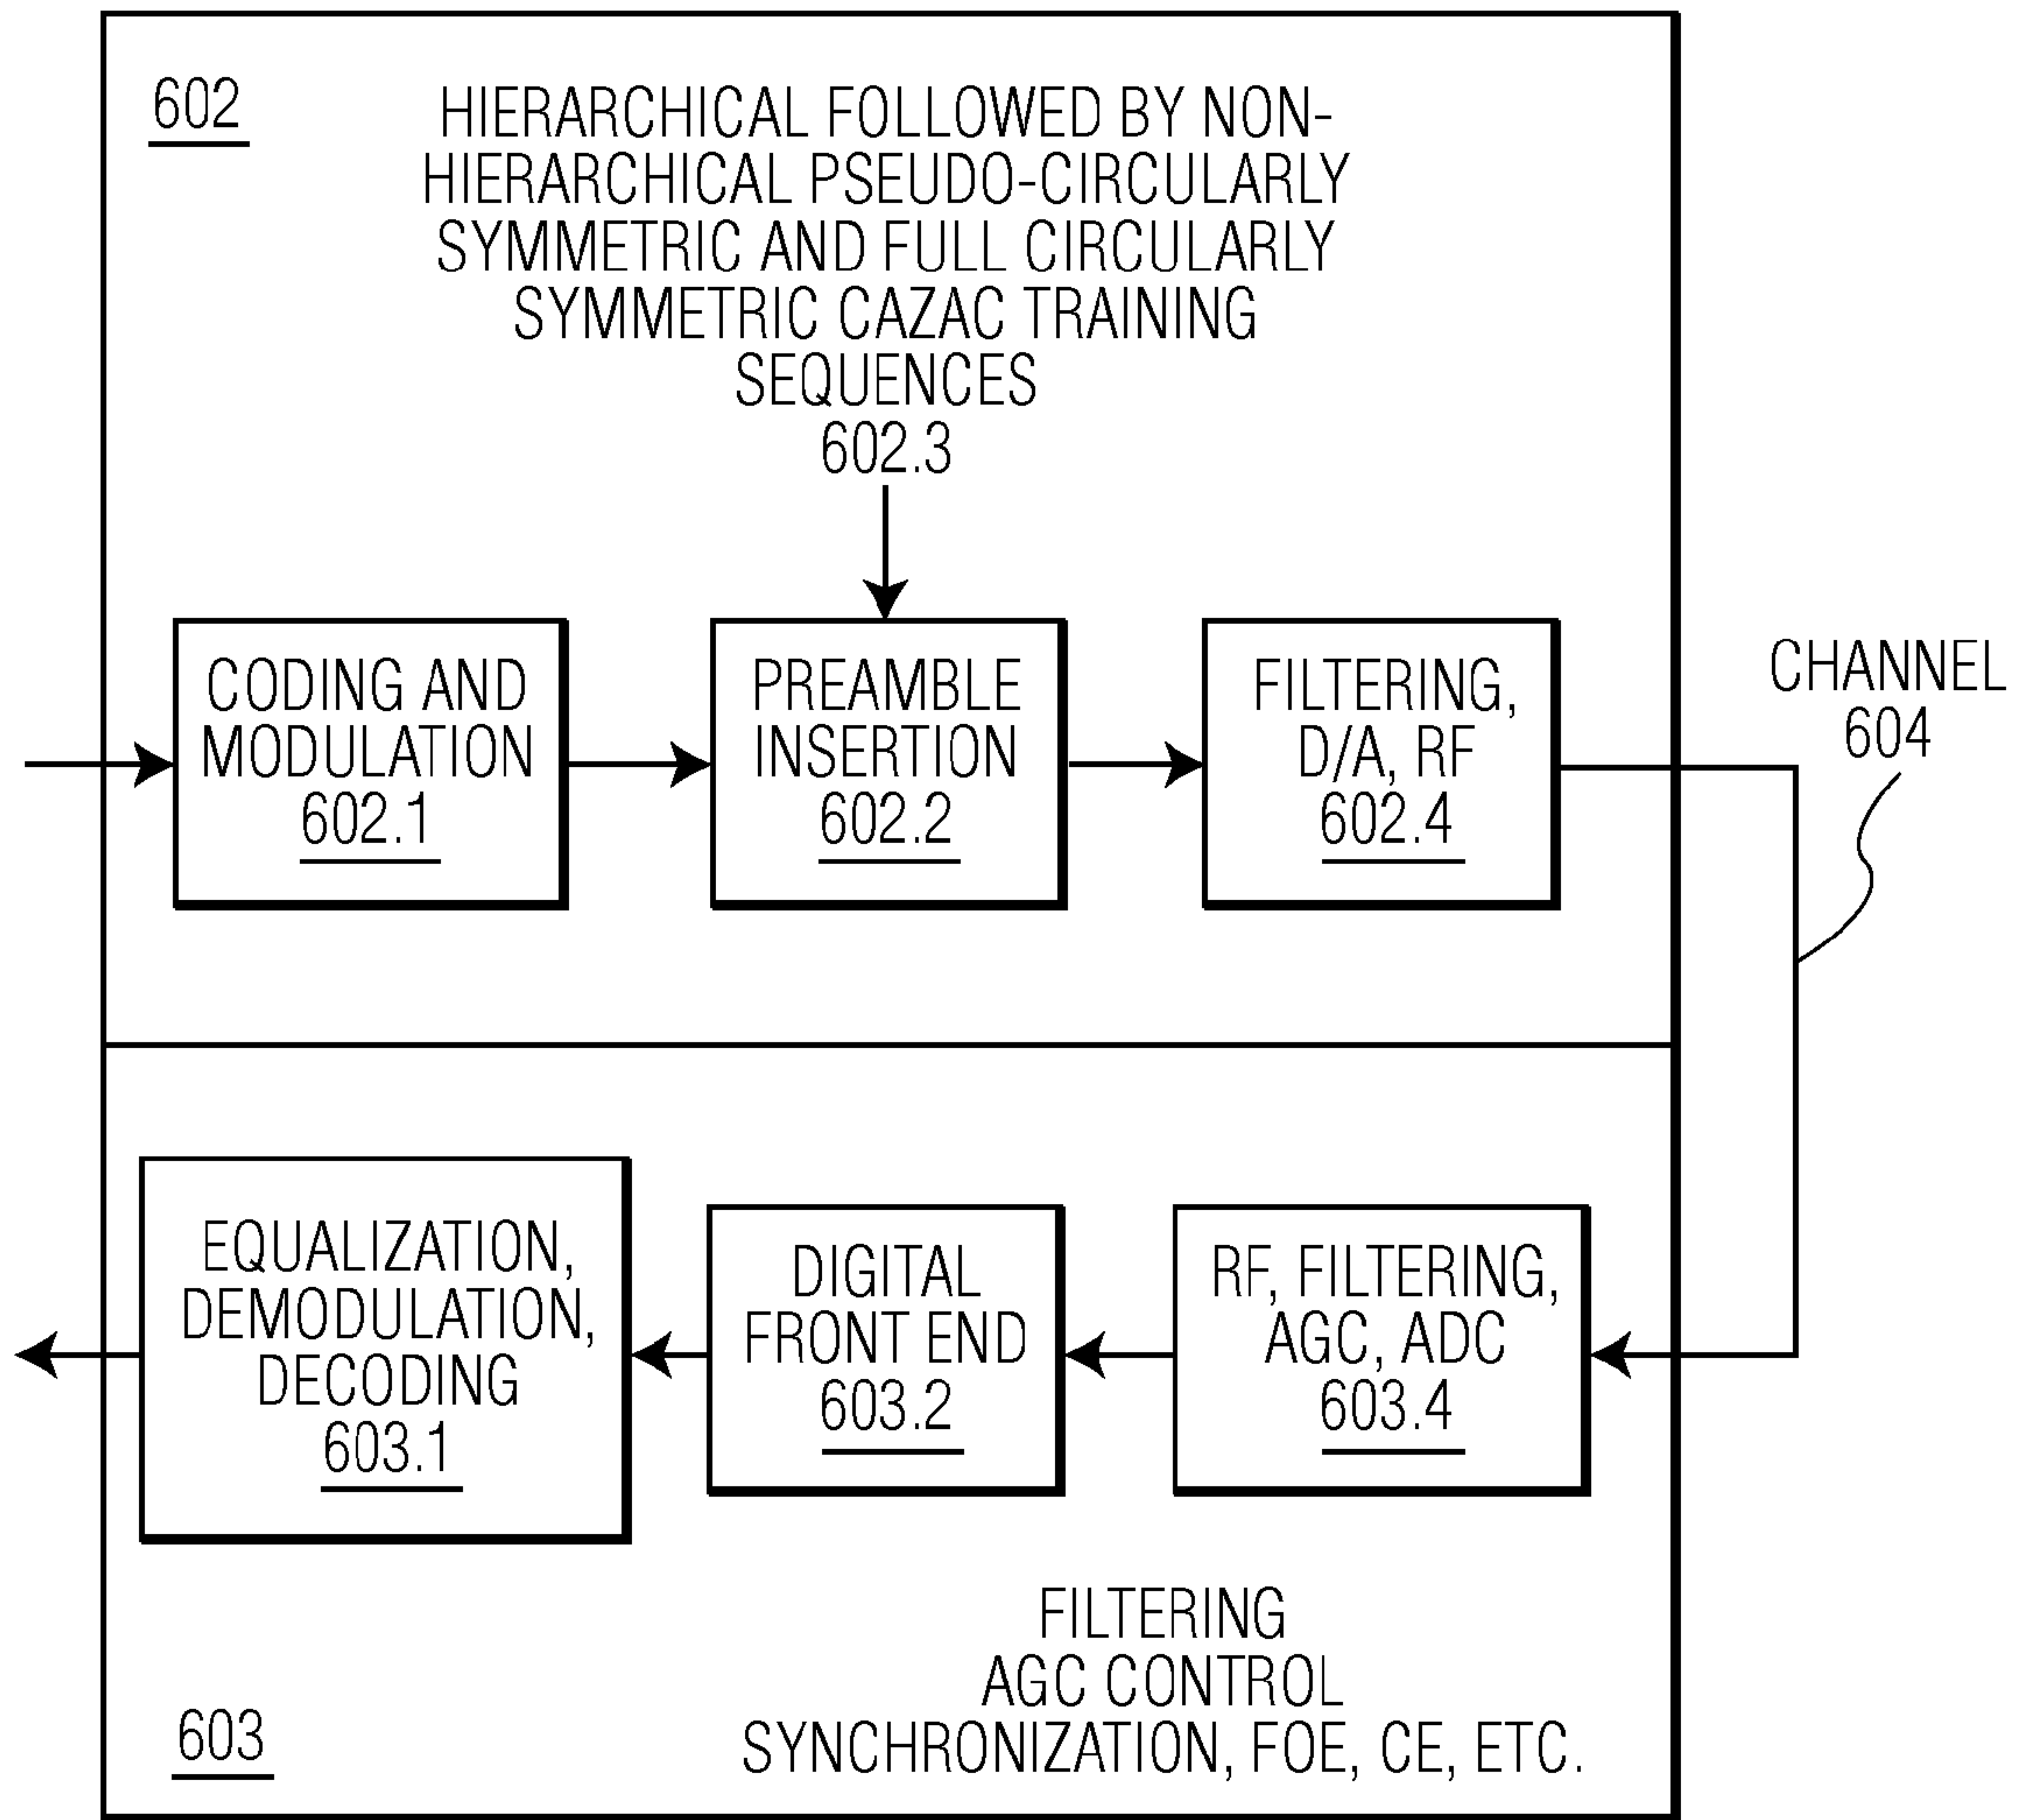 602
HIERARCHICAL FOLLOWED BY NON-
HIERARCHICAL PSEUDO-CIRCULARLY
SYMMETRIC AND FULL CIRCULARLY
SYMMETRIC CAZAC TRAINING
SEQUENCES
602.3
CODING AND
MODULATION
602.1
PREAMBLE
INSERTION
602.2
FILTERING,
D/A, RF
602.4
CHANNEL
604
EQUALIZATION,
DEMODULATION,
DECODING
603.1
DIGITAL
FRONT END
603.2
RF, FILTERING,
AGC, ADC
603.4
FILTERING
AGC CONTROL
SYNCHRONIZATION, FOE, CE, ETC.
603